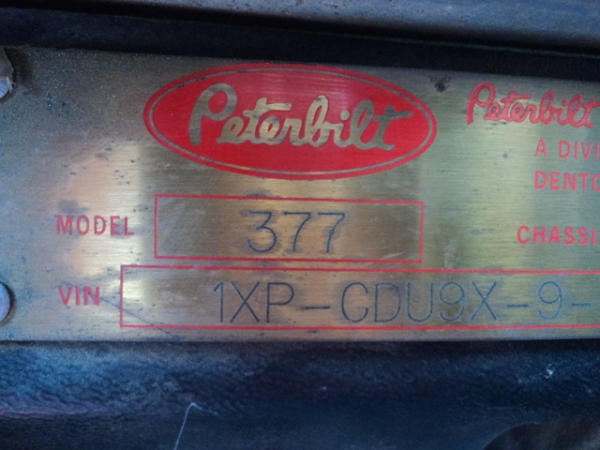 Peterbilt
Peterbilt
A DIVI
DENTO
MODEL 377
CHASSI
VIN 1XP-CDU9X-9-